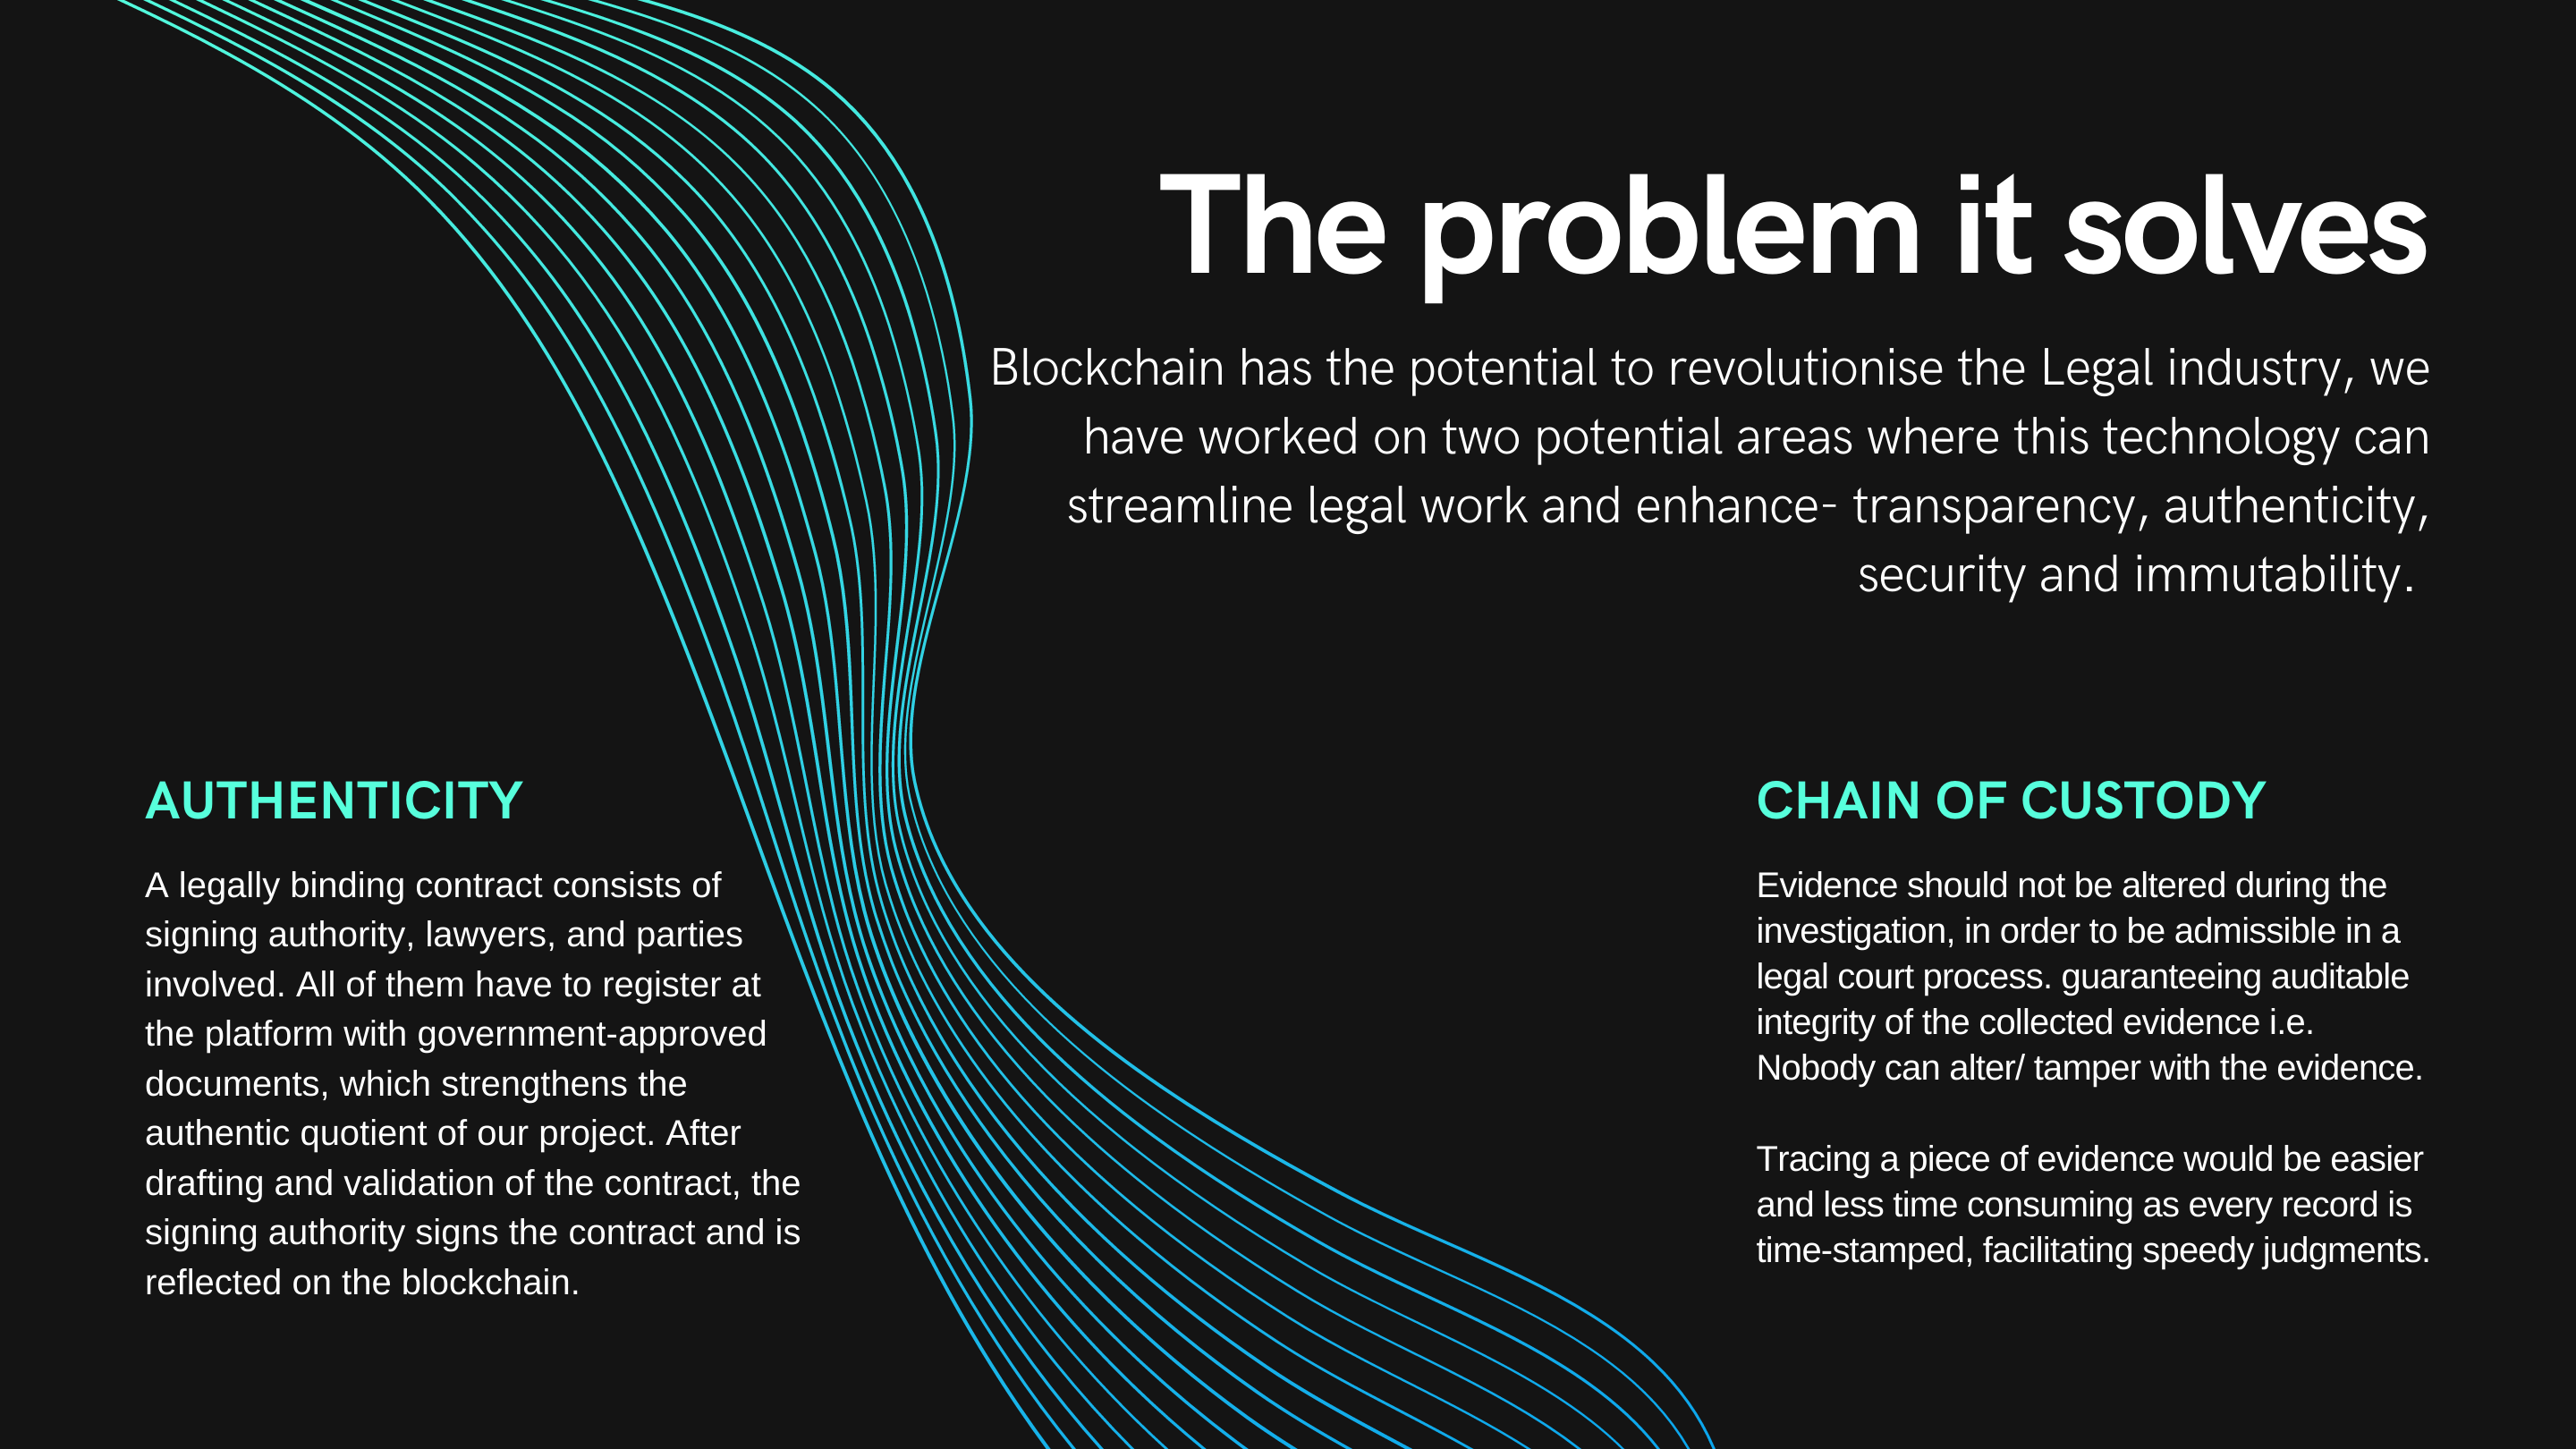 The problem it solves
Blockchain has the potential to revolutionise the Legal industry, we
have worked on two potential areas where this technology can
streamline legal work and enhance- transparency, authenticity,
security and immutability.
AUTHENTICITY
A legally binding contract consists of
signing authority, lawyers, and parties
involved. All of them have to register at
the platform with government-approved
documents, which strengthens the
authentic quotient of our project. After
drafting and validation of the contract, the
signing authority signs the contract and is
reflected on the blockchain.
CHAIN OF CUSTODY
Evidence should not be altered during the
investigation, in order to be admissible in a
legal court process. guaranteeing auditable
integrity of the collected evidence i.e.
Nobody can alter/ tamper with the evidence.
Tracing a piece of evidence would be easier
and less time consuming as every record is
time-stamped, facilitating speedy judgments.